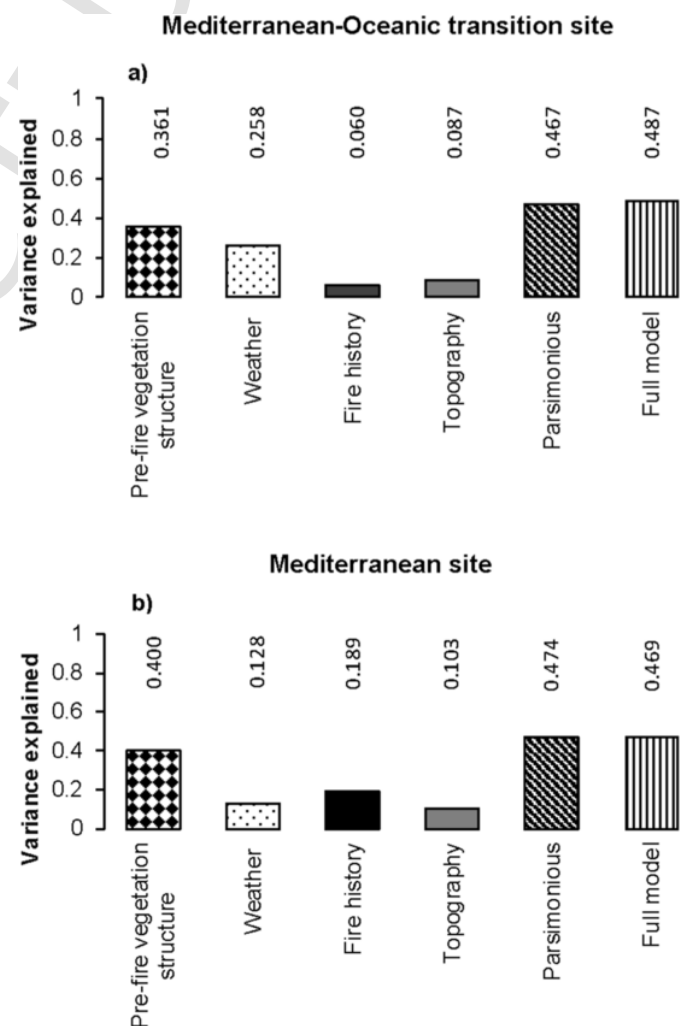 Mediterranean-Oceanic transition site
a)
0.361
0.258
0.060
0.087
0.467
0.487
Variance explained
1
0.8
0.6
0.4
0.2
0
Pre-fire vegetation
structure
Weather
Fire history
Topography
Parsimonious
Full model
Mediterranean site
b)
0.400
0.128
0.189
0.103
0.474
0.469
Variance explained
1
0.8
0.6
0.4
0.2
0
Pre-fire vegetation
structure
Weather
Fire history
Topography
Parsimonious
Full model